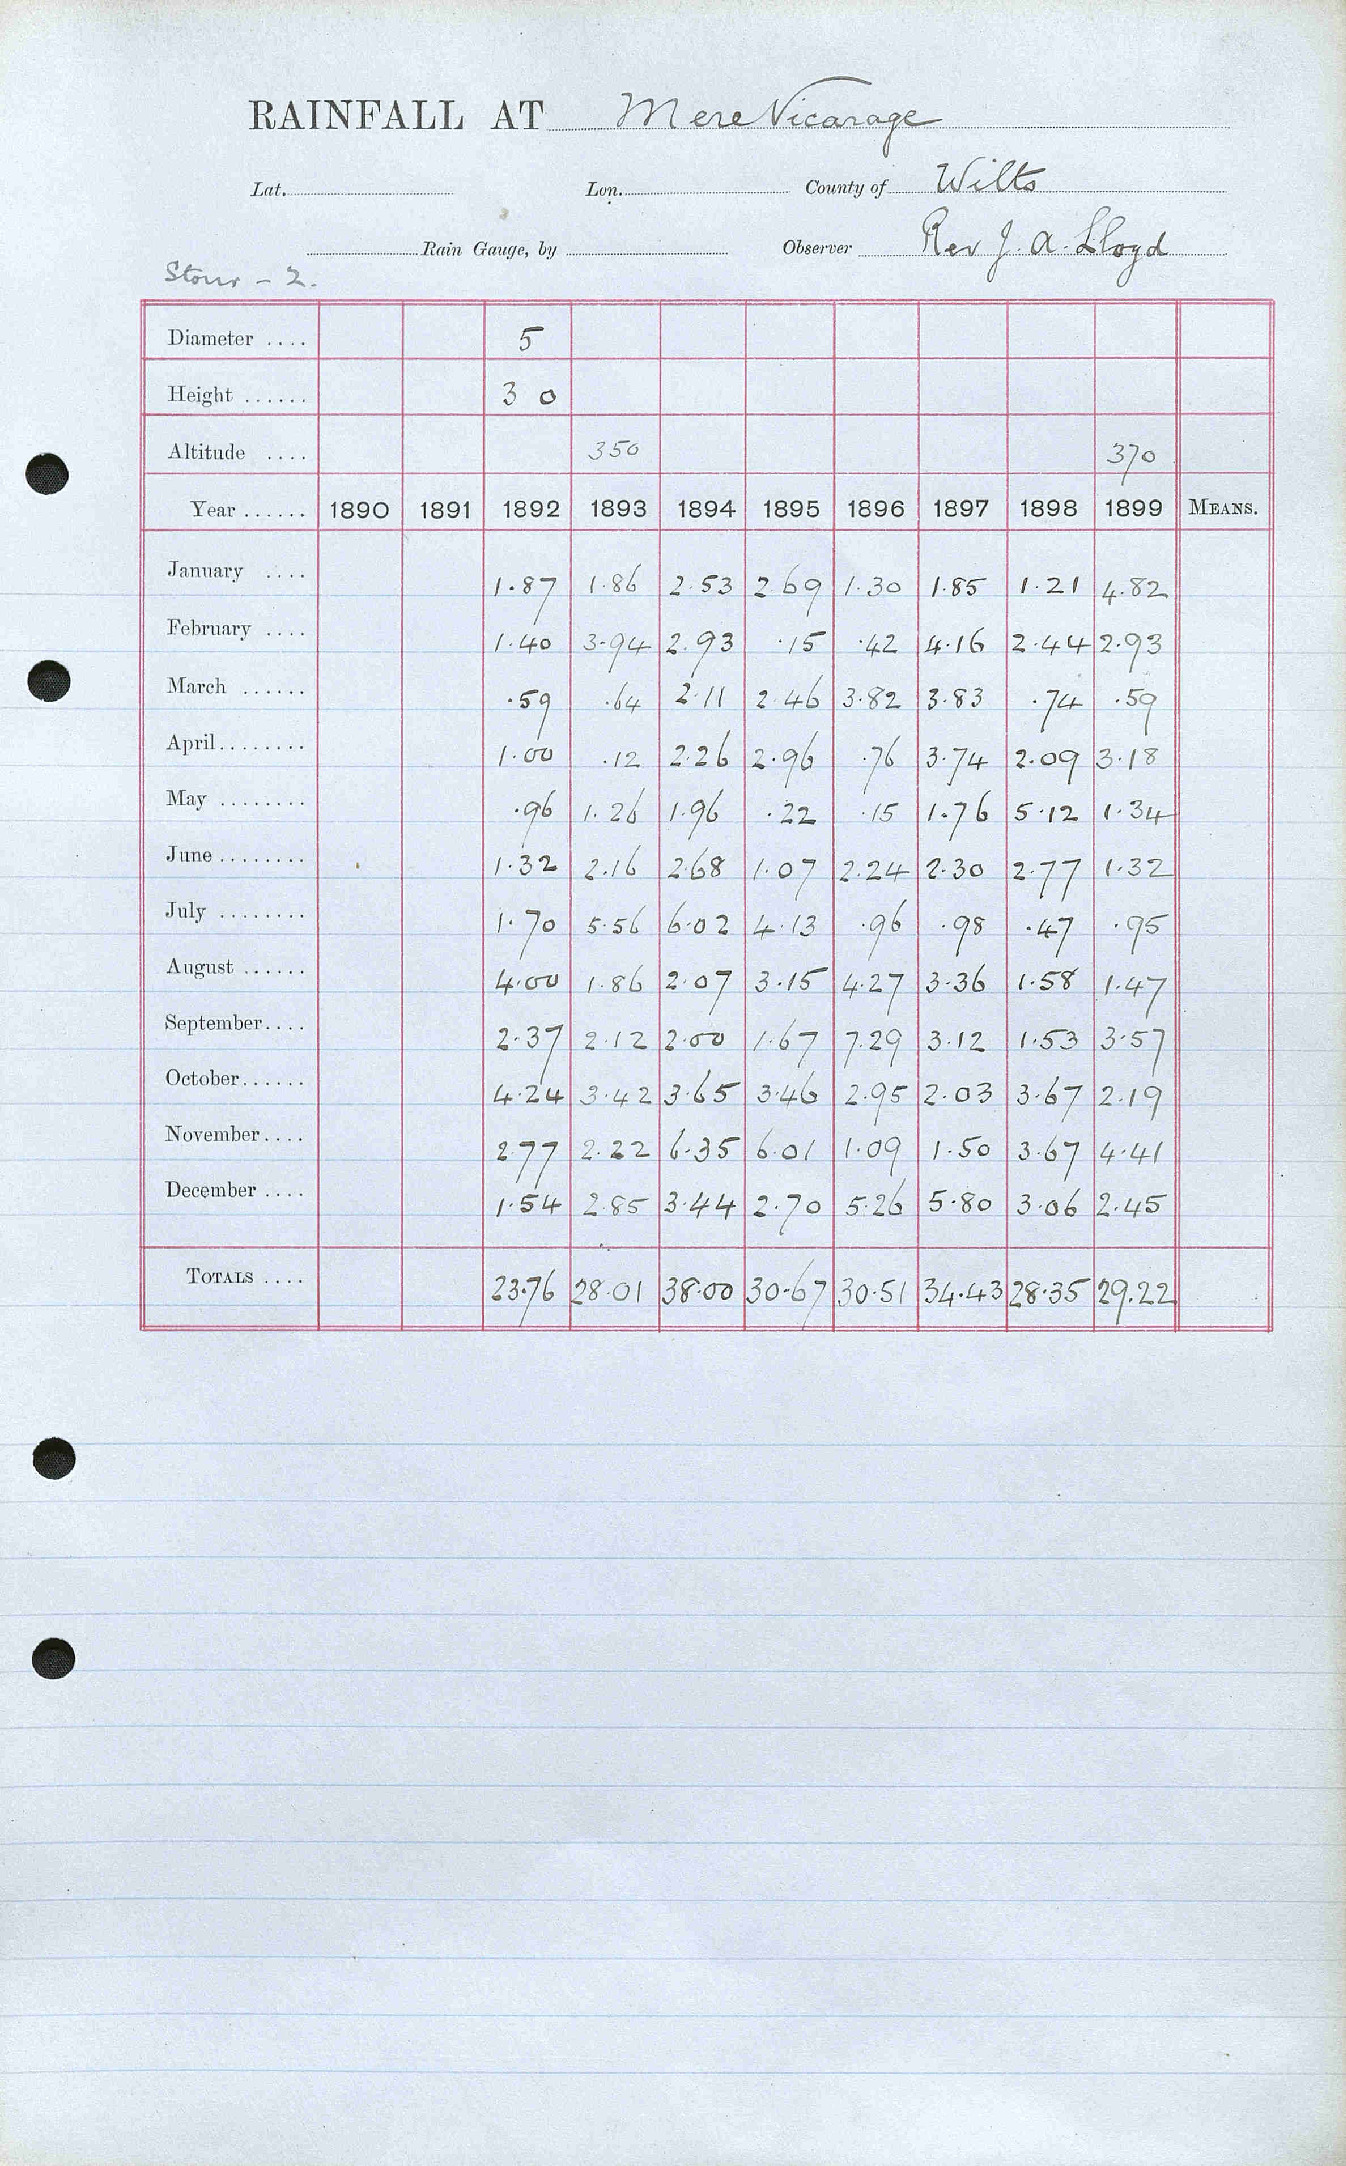 RAINFALL AT Mere Vicarage
Lat. Lon. County of Wilts
Rain Gauge, by Observer Rev J. A. Lloyd
Stour - 2.
Diameter .... 5
Height ...... 3 0
Altitude .... 350 370
Year ...... 1890 1891 1892 1893 1894 1895 1896 1897 1898 1899 MEANS.
January .... 1.87 1.86 2.53 2.69 1.30 1.85 1.21 4.82
February .... 1.40 3.94 2.93 .15 .42 4.16 2.44 2.93
March ...... .59 .64 2.11 2.46 3.82 3.83 .74 .59
April........ 1.00 .12 2.26 2.96 .76 3.74 2.09 3.18
May ........ .96 1.26 1.96 .22 .15 1.76 5.12 1.34
June ........ 1.32 2.16 2.68 1.07 2.24 2.30 2.77 1.32
July ........ 1.70 5.56 6.02 4.13 .96 .98 .47 .95
August ...... 4.00 1.86 2.07 3.15 4.27 3.36 1.58 1.47
September.... 2.37 2.12 2.00 1.67 7.29 3.12 1.53 3.57
October...... 4.24 3.42 3.65 3.46 2.95 2.03 3.67 2.19
November.... 2.77 2.22 6.35 6.01 1.09 1.50 3.67 4.41
December .... 1.54 2.85 3.44 2.70 5.26 5.80 3.06 2.45
TOTALS .... 23.76 28.01 38.00 30.67 30.51 34.43 28.35 29.22